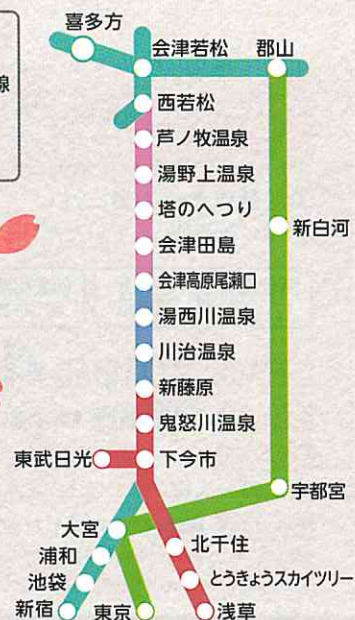 喜多方
会津若松
郡山
線
西若松
芦ノ牧温泉
湯野上温泉
塔のへつり
新白河
会津田島
会津高原尾瀬口
湯西川温泉
川治温泉
新藤原
鬼怒川温泉
東武日光
下今市
宇都宮
大宮
北千住
浦和
とうきょうスカイツリー
池袋
新宿
東京
浅草